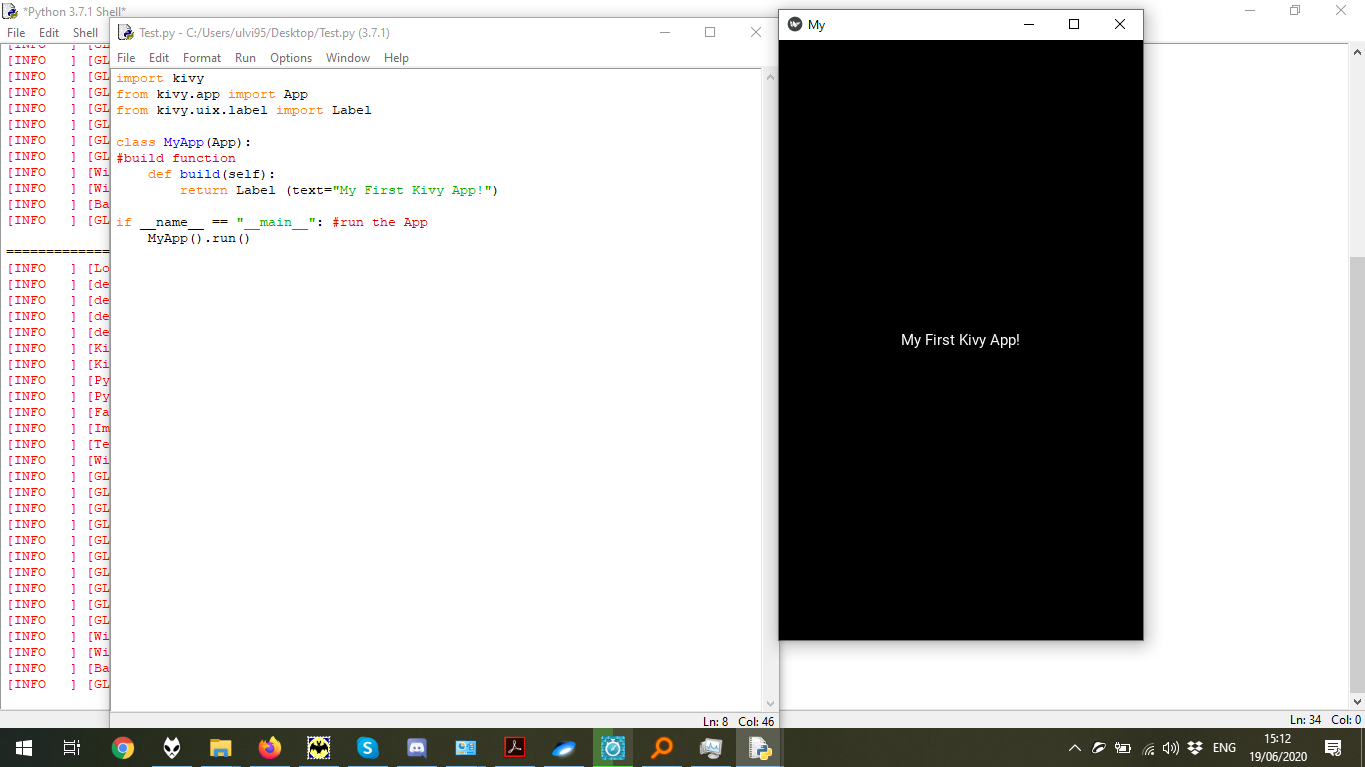 *Python 3.7.1 Shell*
File Edit Shell
[INFO ] [GL
[INFO ] [GL
[INFO ] [GL
[INFO ] [GL
[INFO ] [GL
[INFO ] [GL
[INFO ] [GL
[INFO ] [Wi
[INFO ] [Wi
[INFO ] [Ba
[INFO ] [GL
=============
[INFO ] [Lo
[INFO ] [de
[INFO ] [de
[INFO ] [de
[INFO ] [de
[INFO ] [Ki
[INFO ] [Ki
[INFO ] [Py
[INFO ] [Py
[INFO ] [Fa
[INFO ] [Im
[INFO ] [Te
[INFO ] [Wi
[INFO ] [GL
[INFO ] [GL
[INFO ] [GL
[INFO ] [GL
[INFO ] [GL
[INFO ] [GL
[INFO ] [GL
[INFO ] [GL
[INFO ] [GL
[INFO ] [GL
[INFO ] [Wi
[INFO ] [Wi
[INFO ] [Ba
[INFO ] [GL
Test.py - C:/Users/ulvi95/Desktop/Test.py (3.7.1)
File Edit Format Run Options Window Help
import kivy
from kivy.app import App
from kivy.uix.label import Label
class MyApp(App):
#build function
def build(self):
return Label (text="My First Kivy App!")
if __name__ == "__main__": #run the App
MyApp().run()
Ln: 8 Col: 46
My
My First Kivy App!
Ln: 34 Col: 0
ENG
15:12
19/06/2020